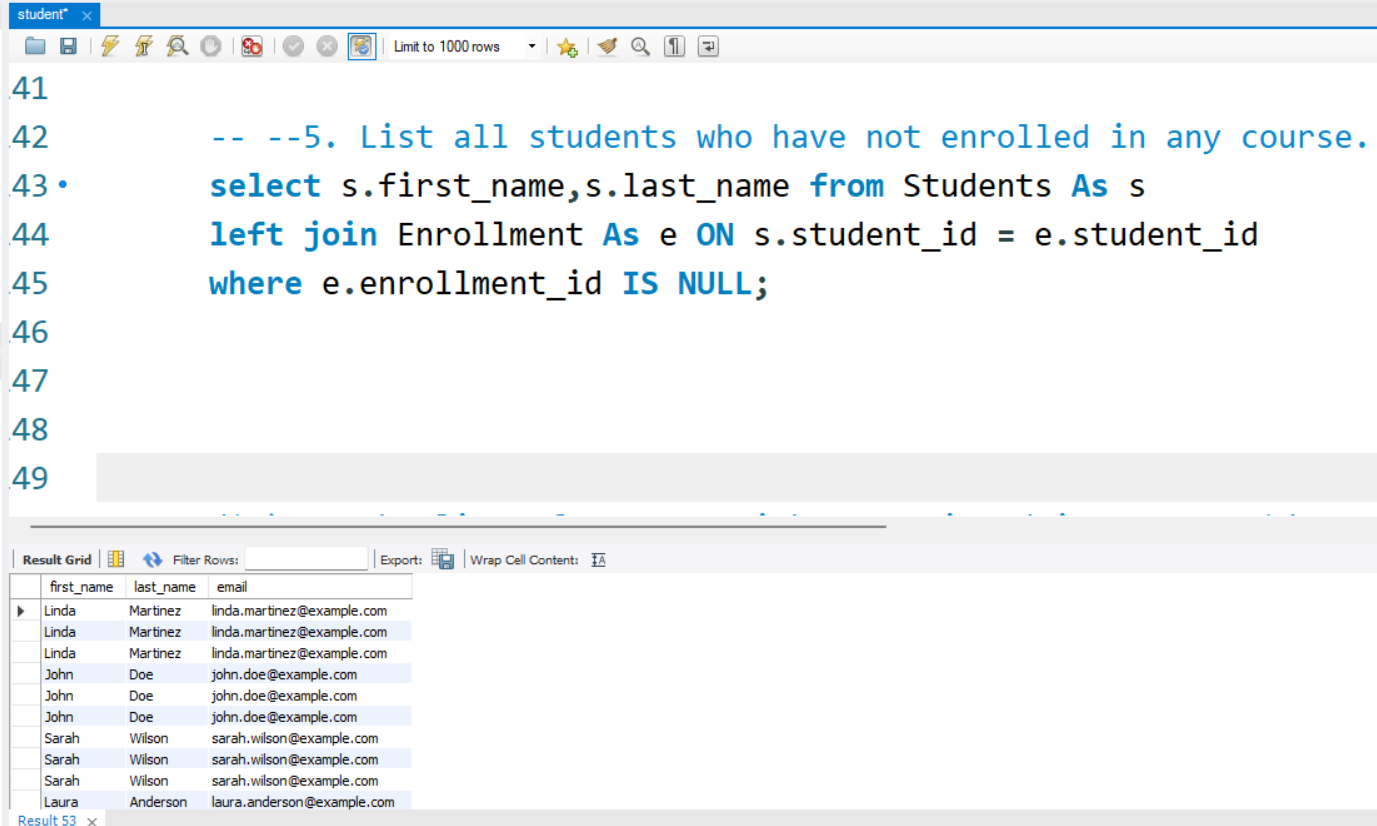 student*
Limit to 1000 rows
41
42 -- --5. List all students who have not enrolled in any course.
43 select s.first_name,s.last_name from Students As s
44 left join Enrollment As e ON s.student_id = e.student_id
45 where e.enrollment_id IS NULL;
46
47
48
49
Result Grid Filter Rows: Export: Wrap Cell Content:
first_name last_name email
Linda Martinez linda.martinez@example.com
Linda Martinez linda.martinez@example.com
Linda Martinez linda.martinez@example.com
John Doe john.doe@example.com
John Doe john.doe@example.com
John Doe john.doe@example.com
Sarah Wilson sarah.wilson@example.com
Sarah Wilson sarah.wilson@example.com
Sarah Wilson sarah.wilson@example.com
Laura Anderson laura.anderson@example.com
Result 53